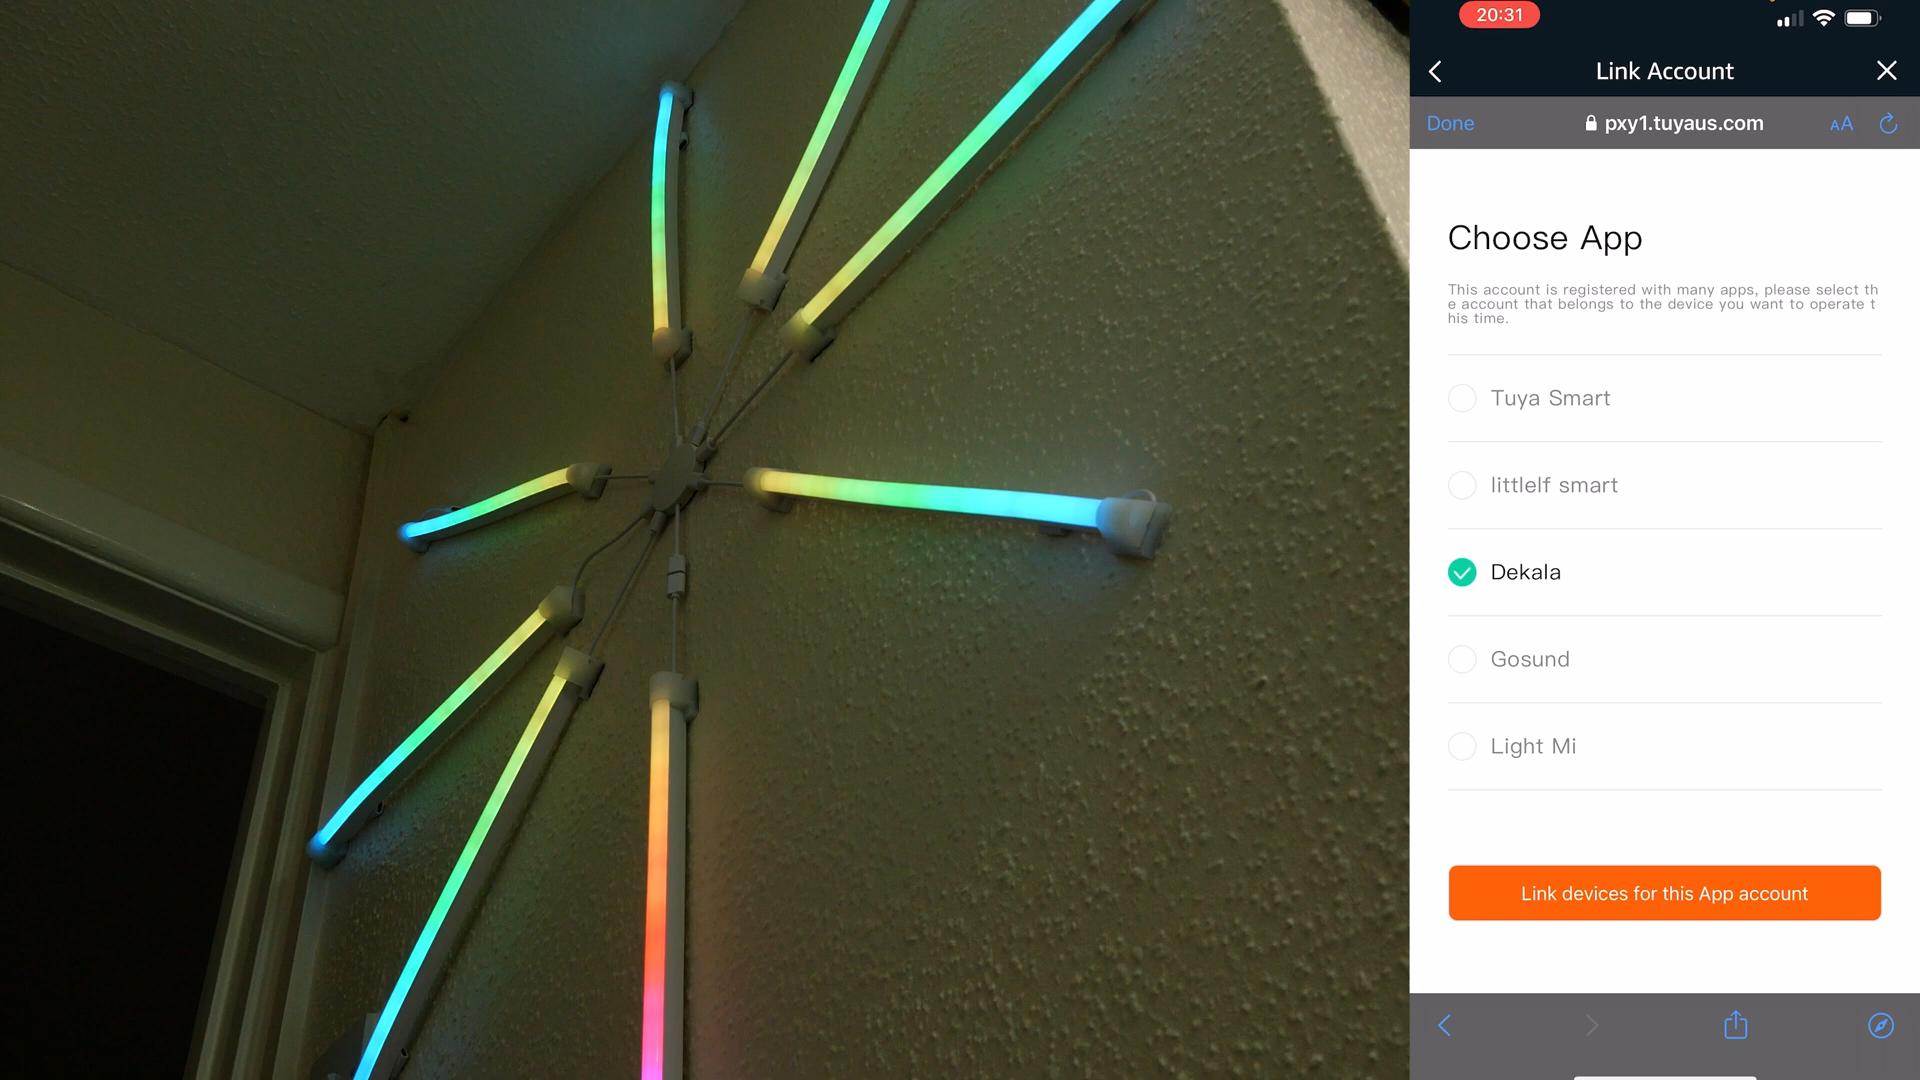 20:31
Link Account
Done
pxy1.tuyaus.com
AA
Choose App
This account is registered with many apps, please select th
e account that belongs to the device you want to operate t
his time.
Tuya Smart
littlelf smart
Dekala
Gosund
Light Mi
Link devices for this App account